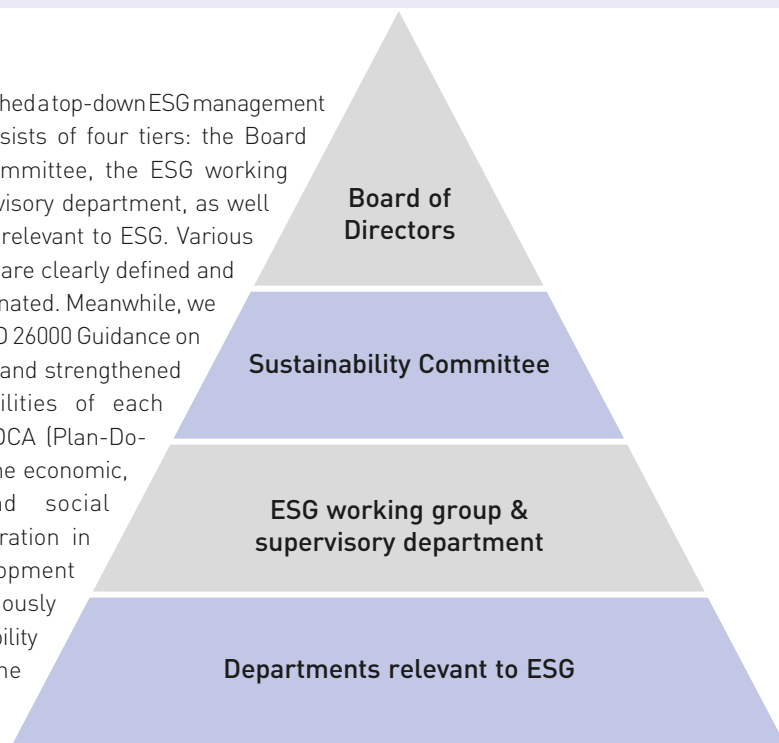 hed a top-down ESG management
sists of four tiers: the Board
mmittee, the ESG working
visory department, as well
relevant to ESG. Various
are clearly defined and
nated. Meanwhile, we
O 26000 Guidance on
and strengthened
ilities of each
DCA (Plan-Do-
he economic,
nd social
ration in
opment
ously
bility
he
Board of
Directors
Sustainability Committee
ESG working group &
supervisory department
Departments relevant to ESG